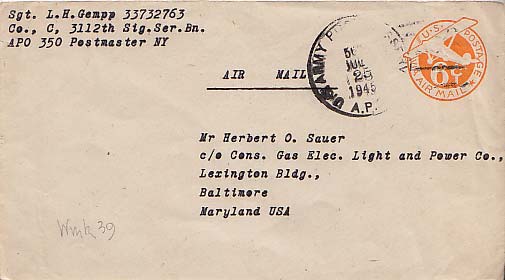 Sgt. L.H.Gempp 33732763
Co., C, 3112th Sig.Ser.Bn.
APO 350 Postmaster NY
AIR MAIL
U.S. ARMY
29
1945
A.P.
U.S. POSTAGE
6¢
AIR MAIL
Mr Herbert O. Sauer
c/o Cons. Gas Elec. Light and Power Co.,
Lexington Bldg.,
Baltimore
Maryland USA
Wmk 39